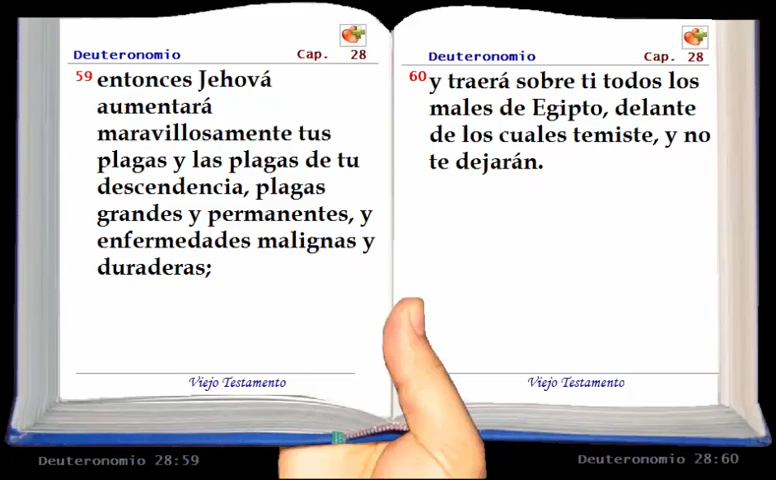 Deuteronomio Cap. 28
59 entonces Jehová
aumentará
maravillosamente tus
plagas y las plagas de tu
descendencia, plagas
grandes y permanentes, y
enfermedades malignas y
duraderas;
Viejo Testamento
Deuteronomio 28:59
Deuteronomio Cap. 28
60 y traerá sobre ti todos los
males de Egipto, delante
de los cuales temiste, y no
te dejarán.
Viejo Testamento
Deuteronomio 28:60